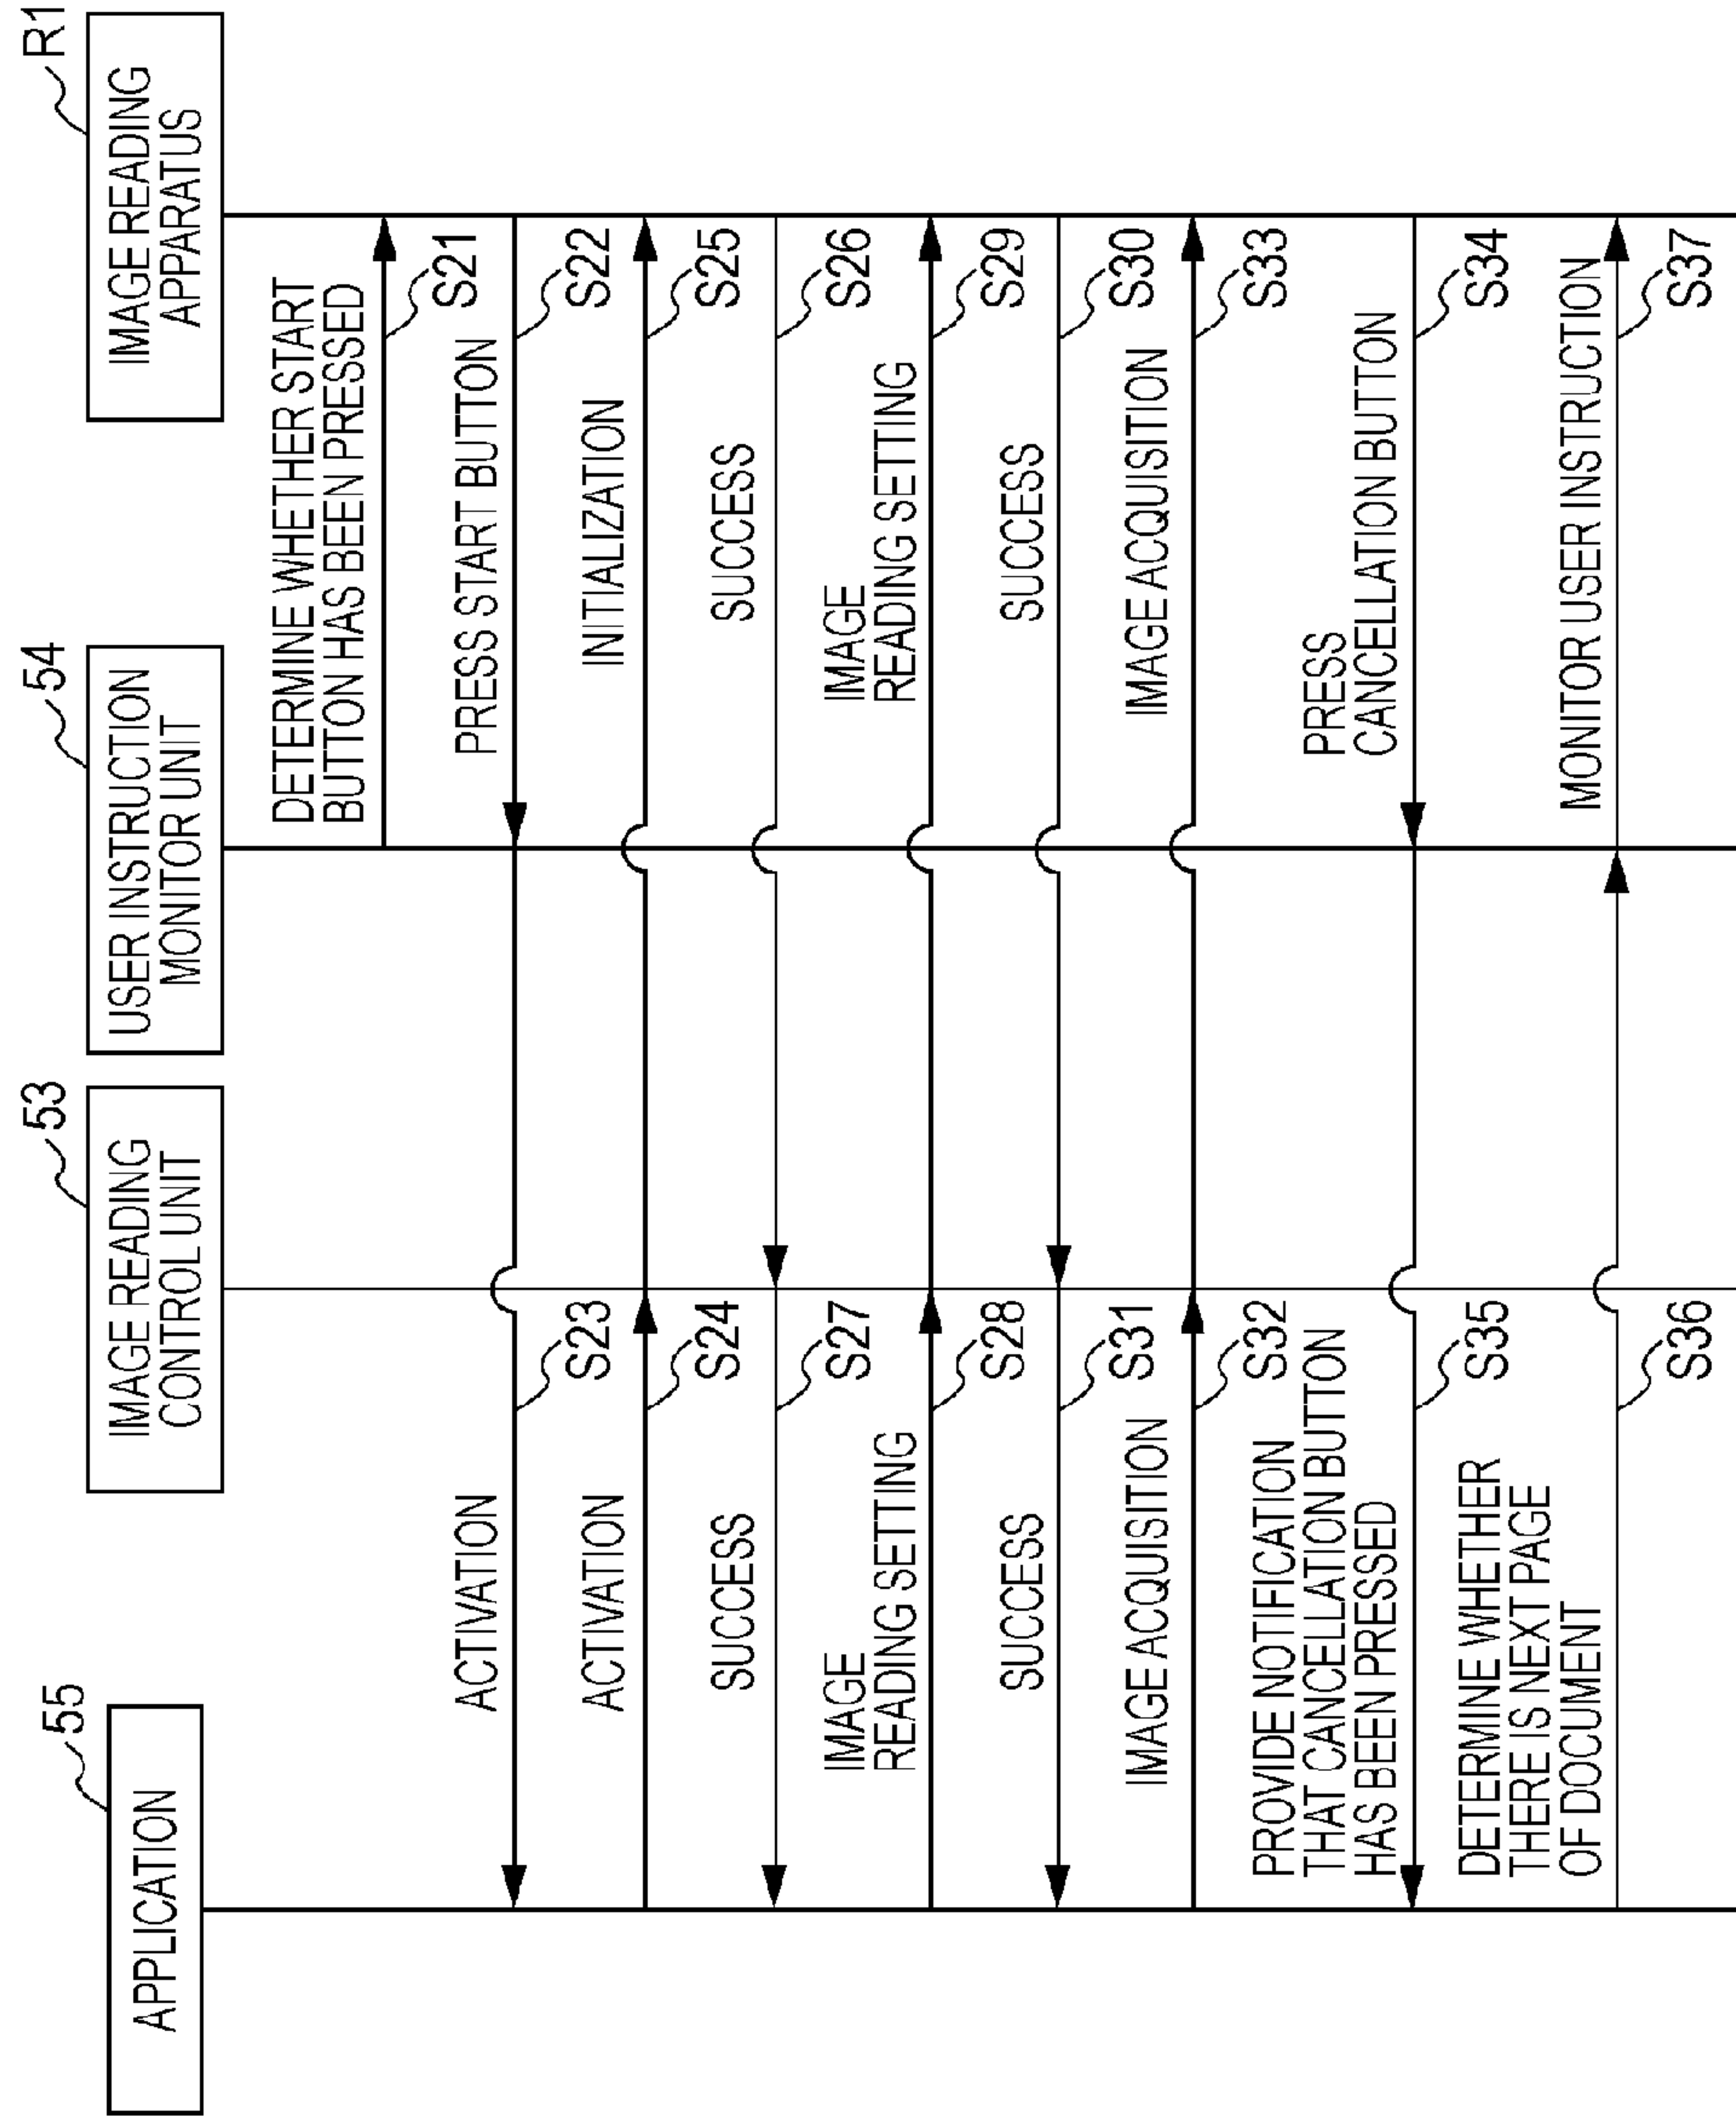 55
APPLICATION
53
IMAGE READING
CONTROL UNIT
54
USER INSTRUCTION
MONITOR UNIT
R1
IMAGE READING
APPARATUS
DETERMINE WHETHER START
BUTTON HAS BEEN PRESSED
S21
PRESS START BUTTON
S22
ACTIVATION
S23
ACTIVATION
S24
INITIALIZATION
S25
SUCCESS
S26
SUCCESS
S27
IMAGE
READING SETTING
S28
IMAGE
READING SETTING
S29
SUCCESS
S30
SUCCESS
S31
IMAGE ACQUISITION
S32
IMAGE ACQUISITION
S33
PRESS
CANCELLATION BUTTON
S34
PROVIDE NOTIFICATION
THAT CANCELLATION BUTTON
HAS BEEN PRESSED
S35
DETERMINE WHETHER
THERE IS NEXT PAGE
OF DOCUMENT
S36
MONITOR USER INSTRUCTION
S37